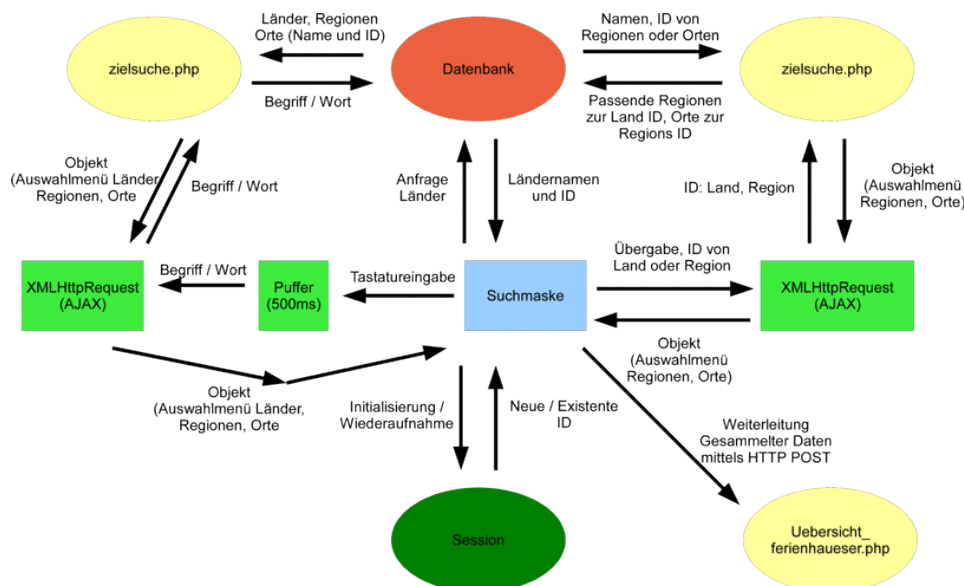 Länder, Regionen
Orte (Name und ID)
Namen, ID von
Regionen oder Orten
zielsuche.php
Datenbank
zielsuche.php
Begriff / Wort
Passende Regionen
zur Land ID, Orte zur
Regions ID
Objekt
(Auswahlmenü Länder
Regionen, Orte
Begriff / Wort
Anfrage
Länder
Ländernamen
und ID
ID: Land, Region
Objekt
(Auswahlmenü
Regionen, Orte)
Übergabe, ID von
Land oder Region
XMLHttpRequest
(AJAX)
Begriff / Wort
Puffer
(500ms)
Tastatureingabe
Suchmaske
XMLHttpRequest
(AJAX)
Objekt
(Auswahlmenü
Regionen, Orte)
Objekt
(Auswahlmenü Länder,
Regionen, Orte
Initialisierung /
Wiederaufnahme
Neue / Existente
ID
Weiterleitung
Gesammelter Daten
mittels HTTP POST
Session
Uebersicht_
ferienhaueser.php